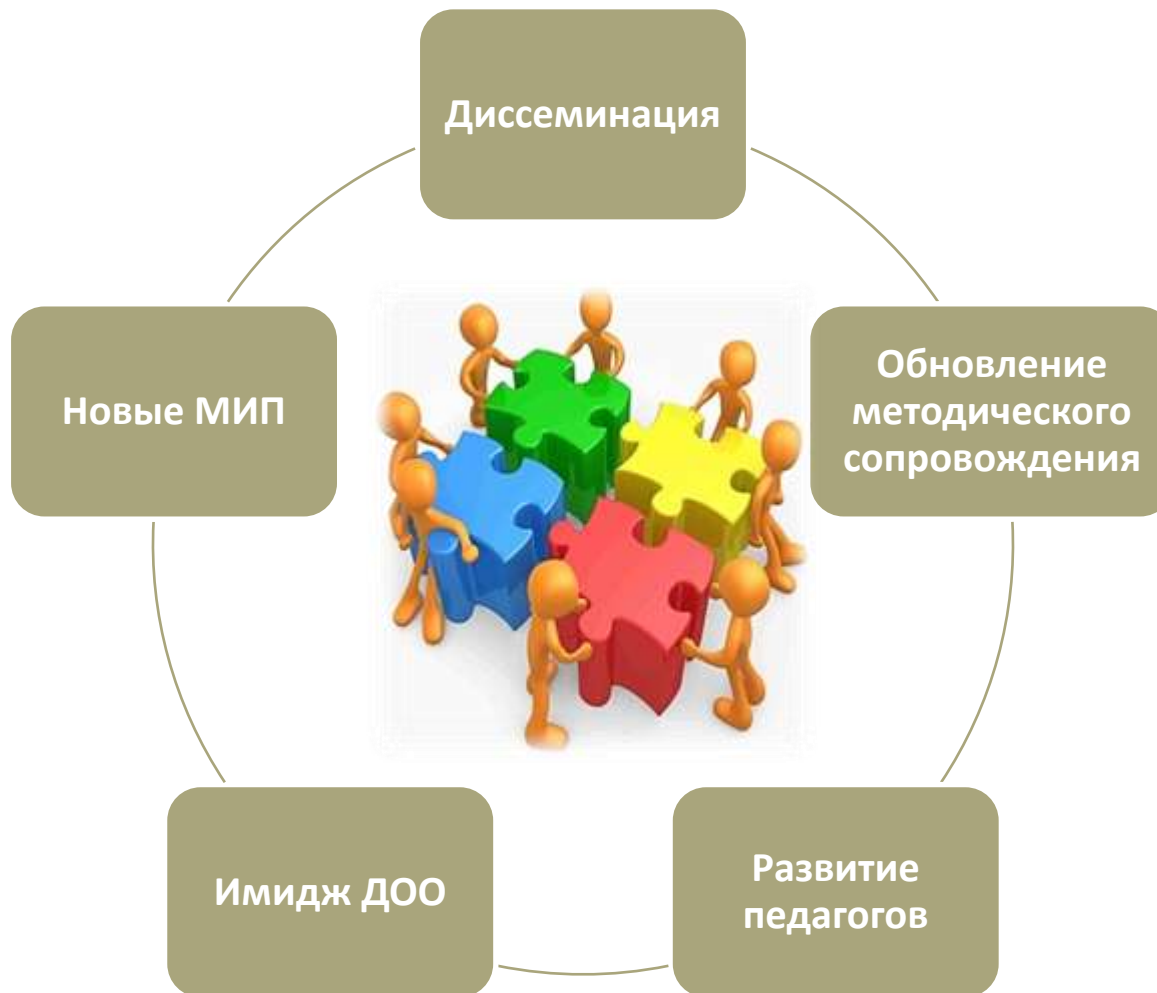 Диссеминация
Новые МИП
Обновление
методического
сопровождения
Имидж ДОО
Развитие
педагогов